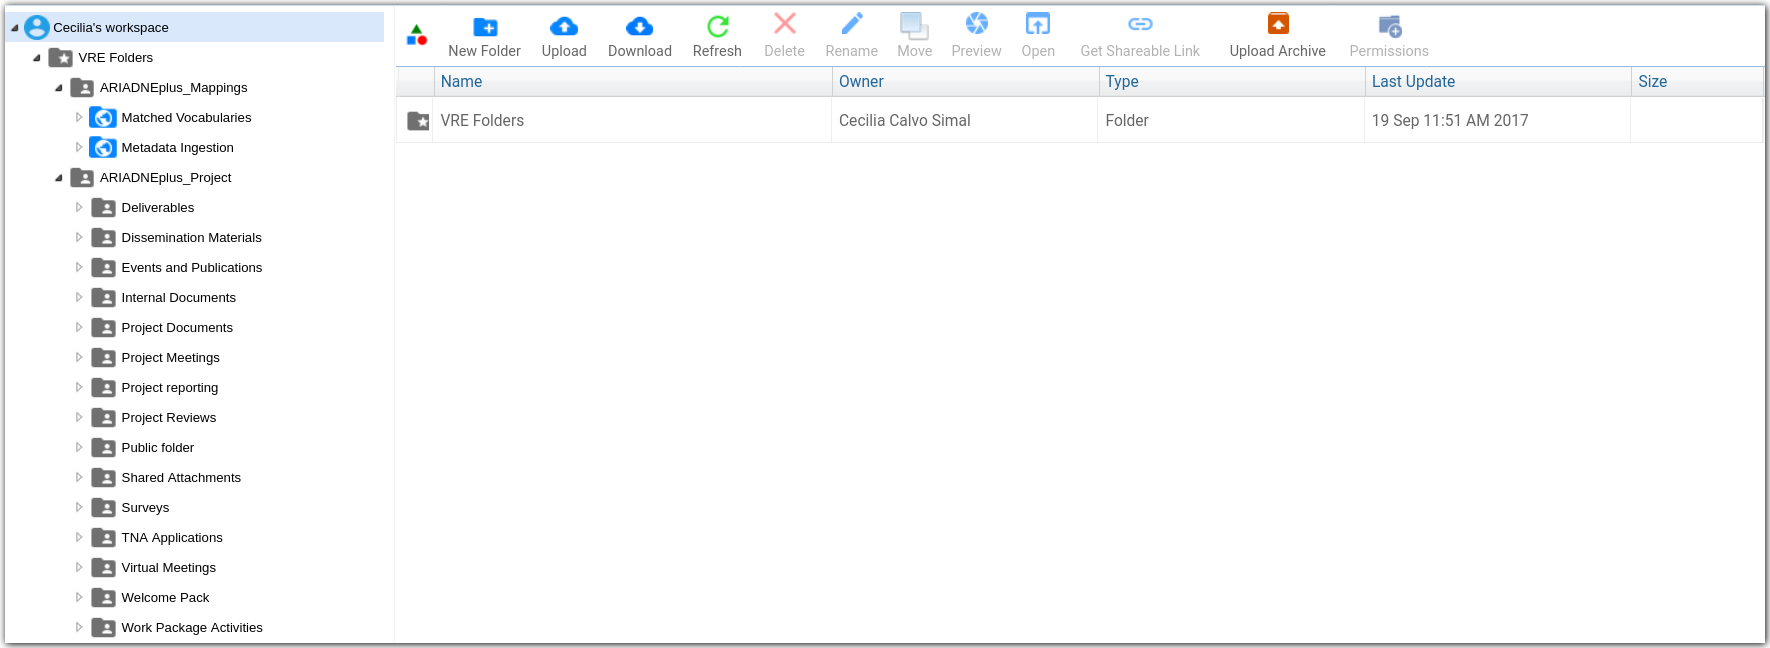 Cecilia's workspace
VRE Folders
ARIADNEplus_Mappings
Matched Vocabularies
Metadata Ingestion
ARIADNEplus_Project
Deliverables
Dissemination Materials
Events and Publications
Internal Documents
Project Documents
Project Meetings
Project reporting
Project Reviews
Public folder
Shared Attachments
Surveys
TNA Applications
Virtual Meetings
Welcome Pack
Work Package Activities
New Folder Upload Download Refresh Delete Rename Move Preview Open Get Shareable Link Upload Archive Permissions
Name Owner Type Last Update Size
VRE Folders Cecilia Calvo Simal Folder 19 Sep 11:51 AM 2017